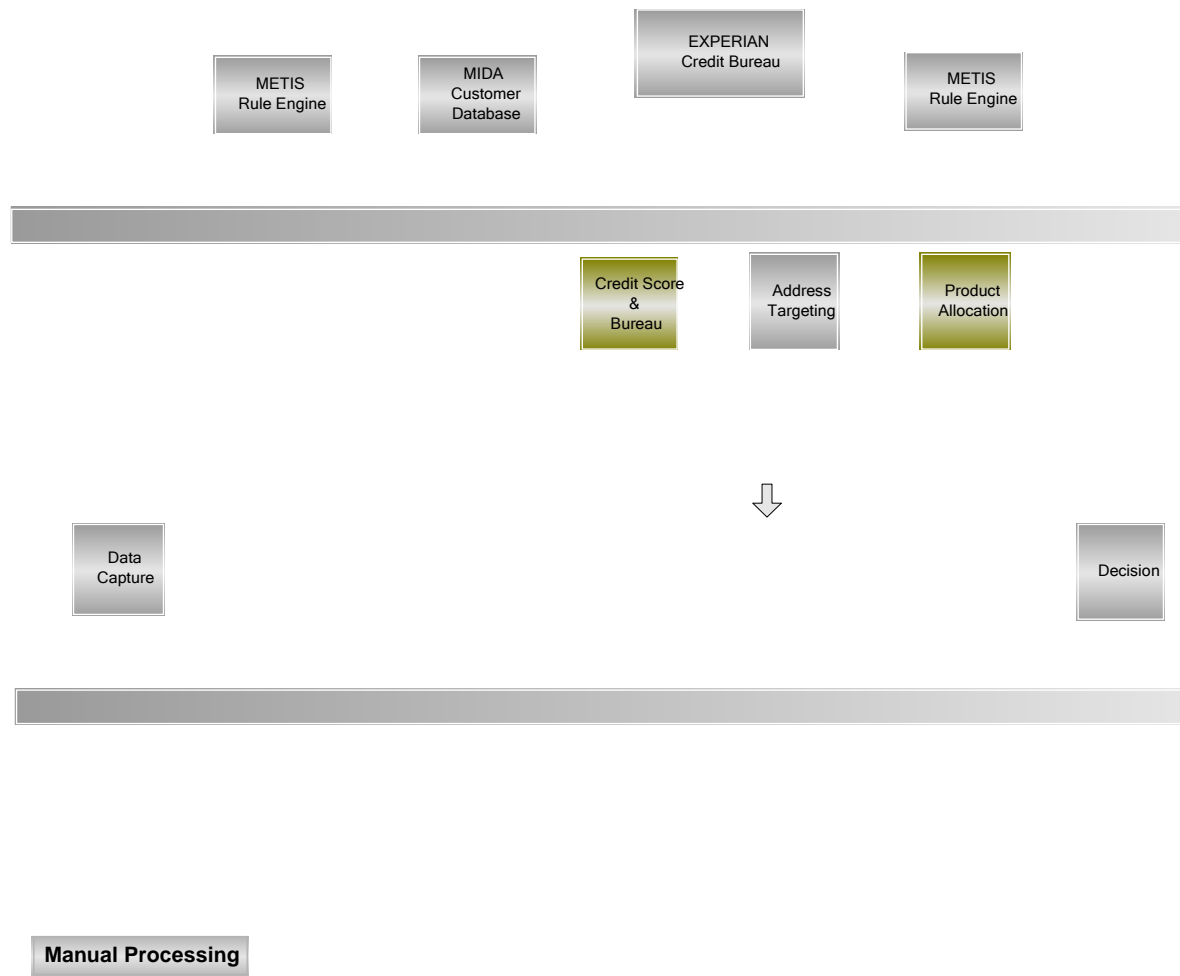 EXPERIAN
Credit Bureau
METIS
Rule Engine
MIDA
Customer
Database
METIS
Rule Engine
Credit Score
&
Bureau
Address
Targeting
Product
Allocation
Data
Capture
Decision
Manual Processing